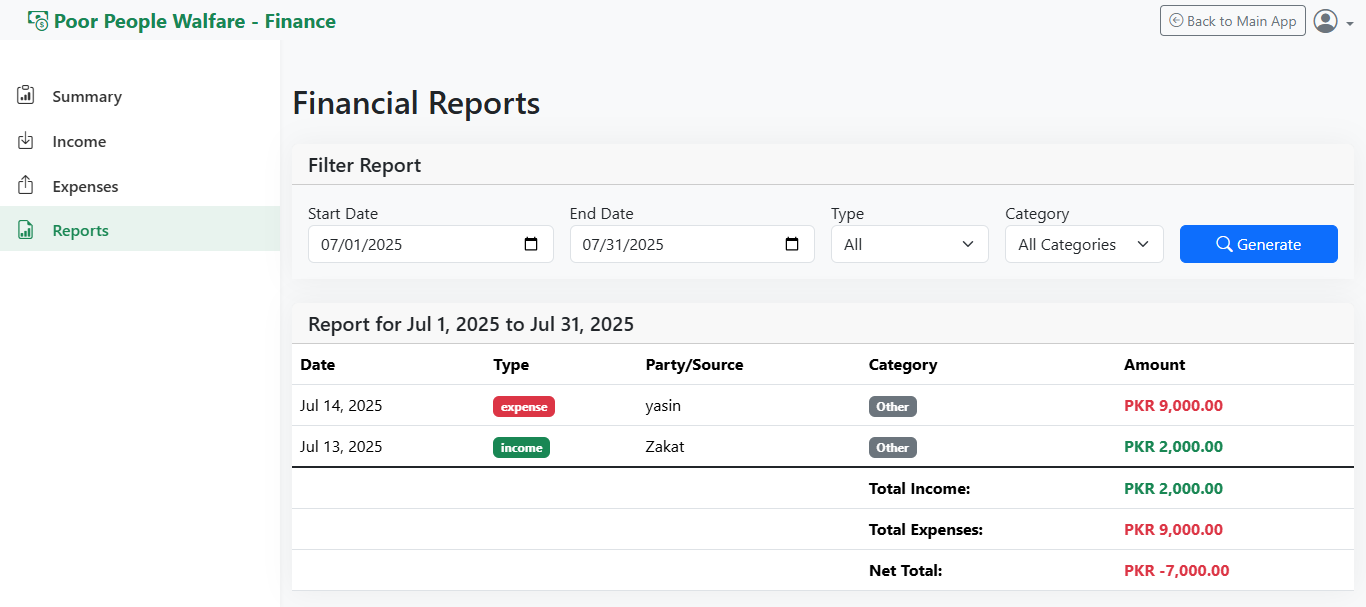 Poor People Welfare - Finance
Back to Main App
Summary
Income
Expenses
Reports
Financial Reports
Filter Report
Start Date End Date Type Category
07/01/2025 07/31/2025 All All Categories Generate
Report for Jul 1, 2025 to Jul 31, 2025
Date Type Party/Source Category Amount
Jul 14, 2025 expense yasin Other PKR 9,000.00
Jul 13, 2025 income Zakat Other PKR 2,000.00
Total Income: PKR 2,000.00
Total Expenses: PKR 9,000.00
Net Total: PKR -7,000.00